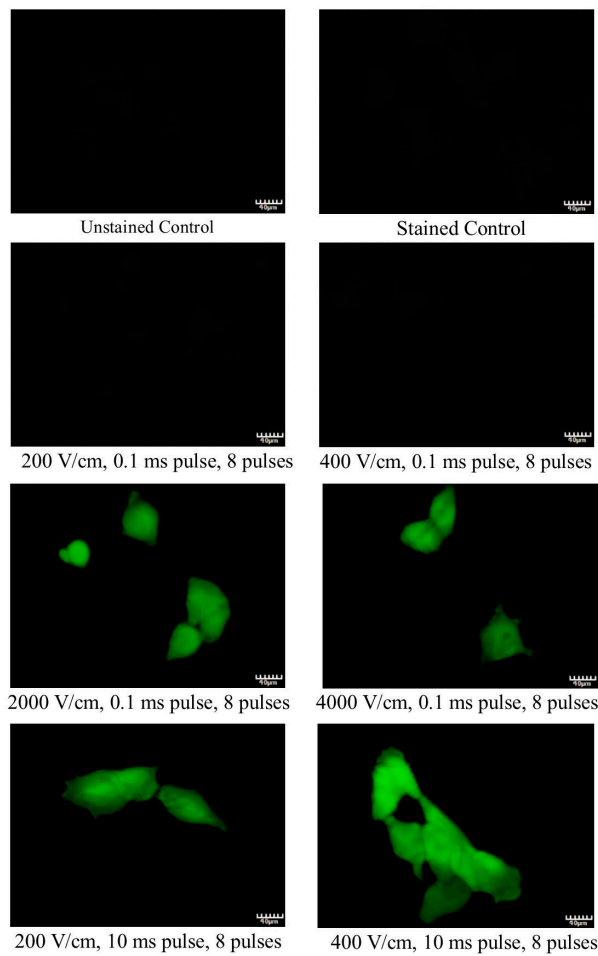 40μm
40μm
Unstained Control
Stained Control
40μm
40μm
200 V/cm, 0.1 ms pulse, 8 pulses
400 V/cm, 0.1 ms pulse, 8 pulses
40μm
40μm
2000 V/cm, 0.1 ms pulse, 8 pulses
4000 V/cm, 0.1 ms pulse, 8 pulses
40μm
40μm
200 V/cm, 10 ms pulse, 8 pulses
400 V/cm, 10 ms pulse, 8 pulses